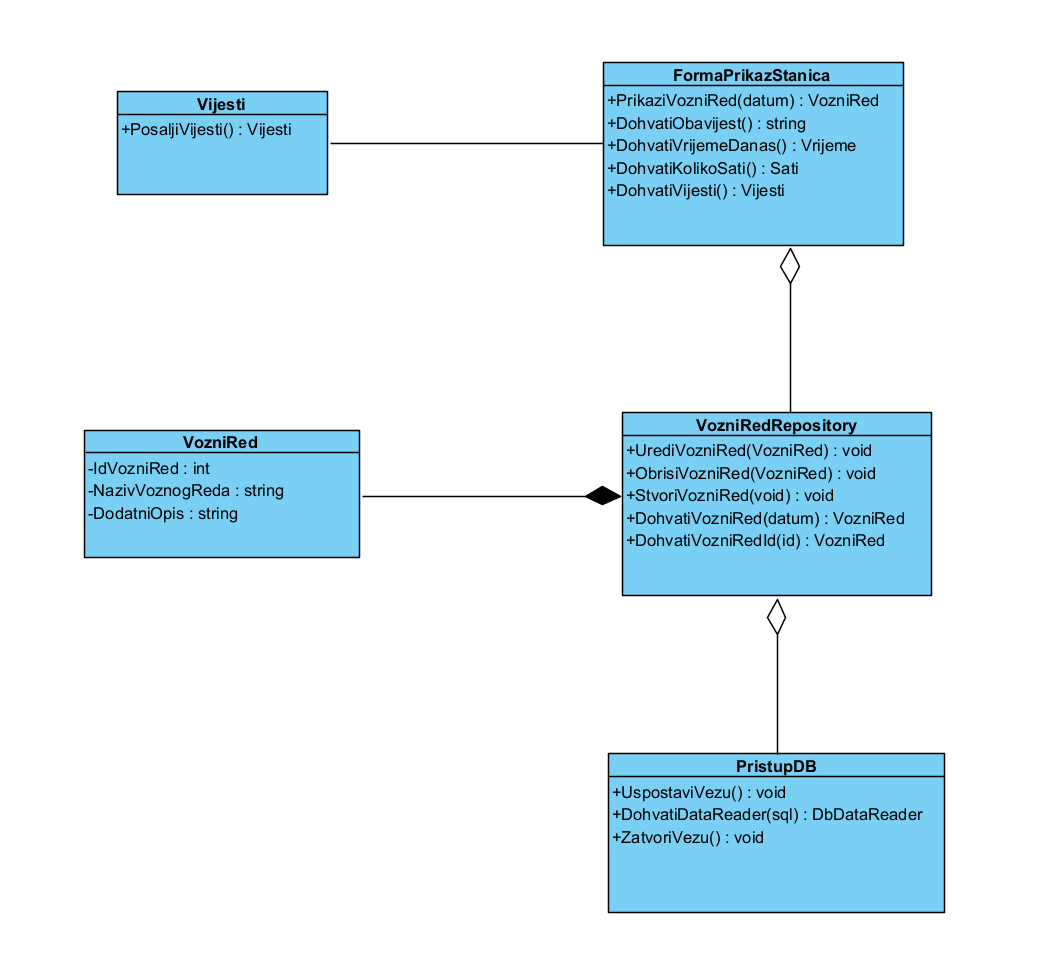 Vijesti
+PosaljiVijesti() : Vijesti
FormaPrikazStanica
+PrikaziVozniRed(datum) : VozniRed
+DohvatiObavijest() : string
+DohvatiVrijemeDanas() : Vrijeme
+DohvatiKolikoSati() : Sati
+DohvatiVijesti() : Vijesti
VozniRed
-IdVozniRed : int
-NazivVoznogReda : string
-DodatniOpis : string
VozniRedRepository
+UrediVozniRed(VozniRed) : void
+ObrisiVozniRed(VozniRed) : void
+StvoriVozniRed(void) : void
+DohvatiVozniRed(datum) : VozniRed
+DohvatiVozniRedId(id) : VozniRed
PristupDB
+UspostaviVezu() : void
+DohvatiDataReader(sql) : DbDataReader
+ZatvoriVezu() : void